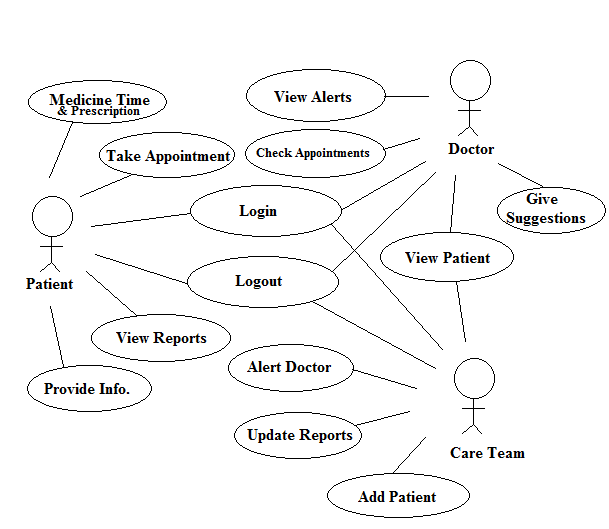 View Alerts
Medicine Time
& Prescription
Doctor
Take Appointment
Check Appointments
Give
Suggestions
Login
View Patient
Patient
Logout
View Reports
Alert Doctor
Provide Info.
Update Reports
Care Team
Add Patient